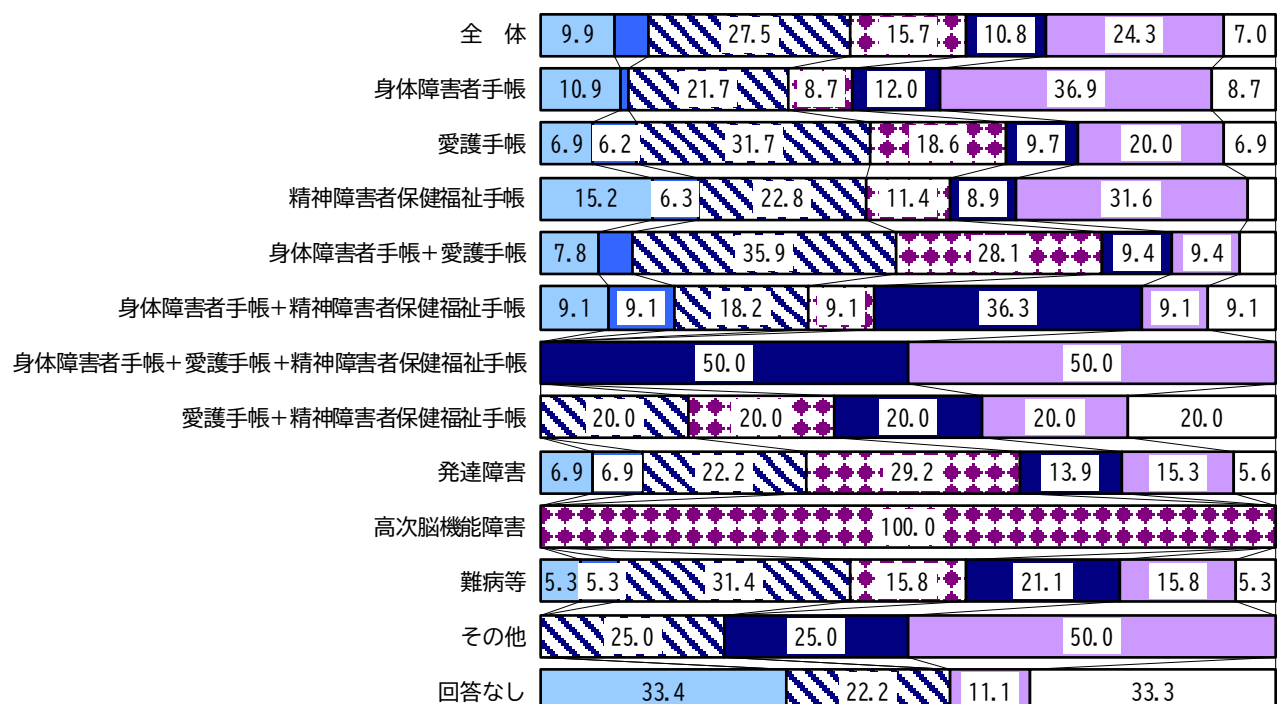 全　体 9.9 27.5 15.7 10.8 24.3 7.0
身体障害者手帳 10.9 21.7 8.7 12.0 36.9 8.7
愛護手帳 6.9 6.2 31.7 18.6 9.7 20.0 6.9
精神障害者保健福祉手帳 15.2 6.3 22.8 11.4 8.9 31.6
身体障害者手帳＋愛護手帳 7.8 35.9 28.1 9.4 9.4
身体障害者手帳＋精神障害者保健福祉手帳 9.1 9.1 18.2 9.1 36.3 9.1 9.1
身体障害者手帳＋愛護手帳＋精神障害者保健福祉手帳 50.0 50.0
愛護手帳＋精神障害者保健福祉手帳 20.0 20.0 20.0 20.0 20.0
発達障害 6.9 6.9 22.2 29.2 13.9 15.3 5.6
高次脳機能障害 100.0
難病等 5.3 5.3 31.4 15.8 21.1 15.8 5.3
その他 25.0 25.0 50.0
回答なし 33.4 22.2 11.1 33.3